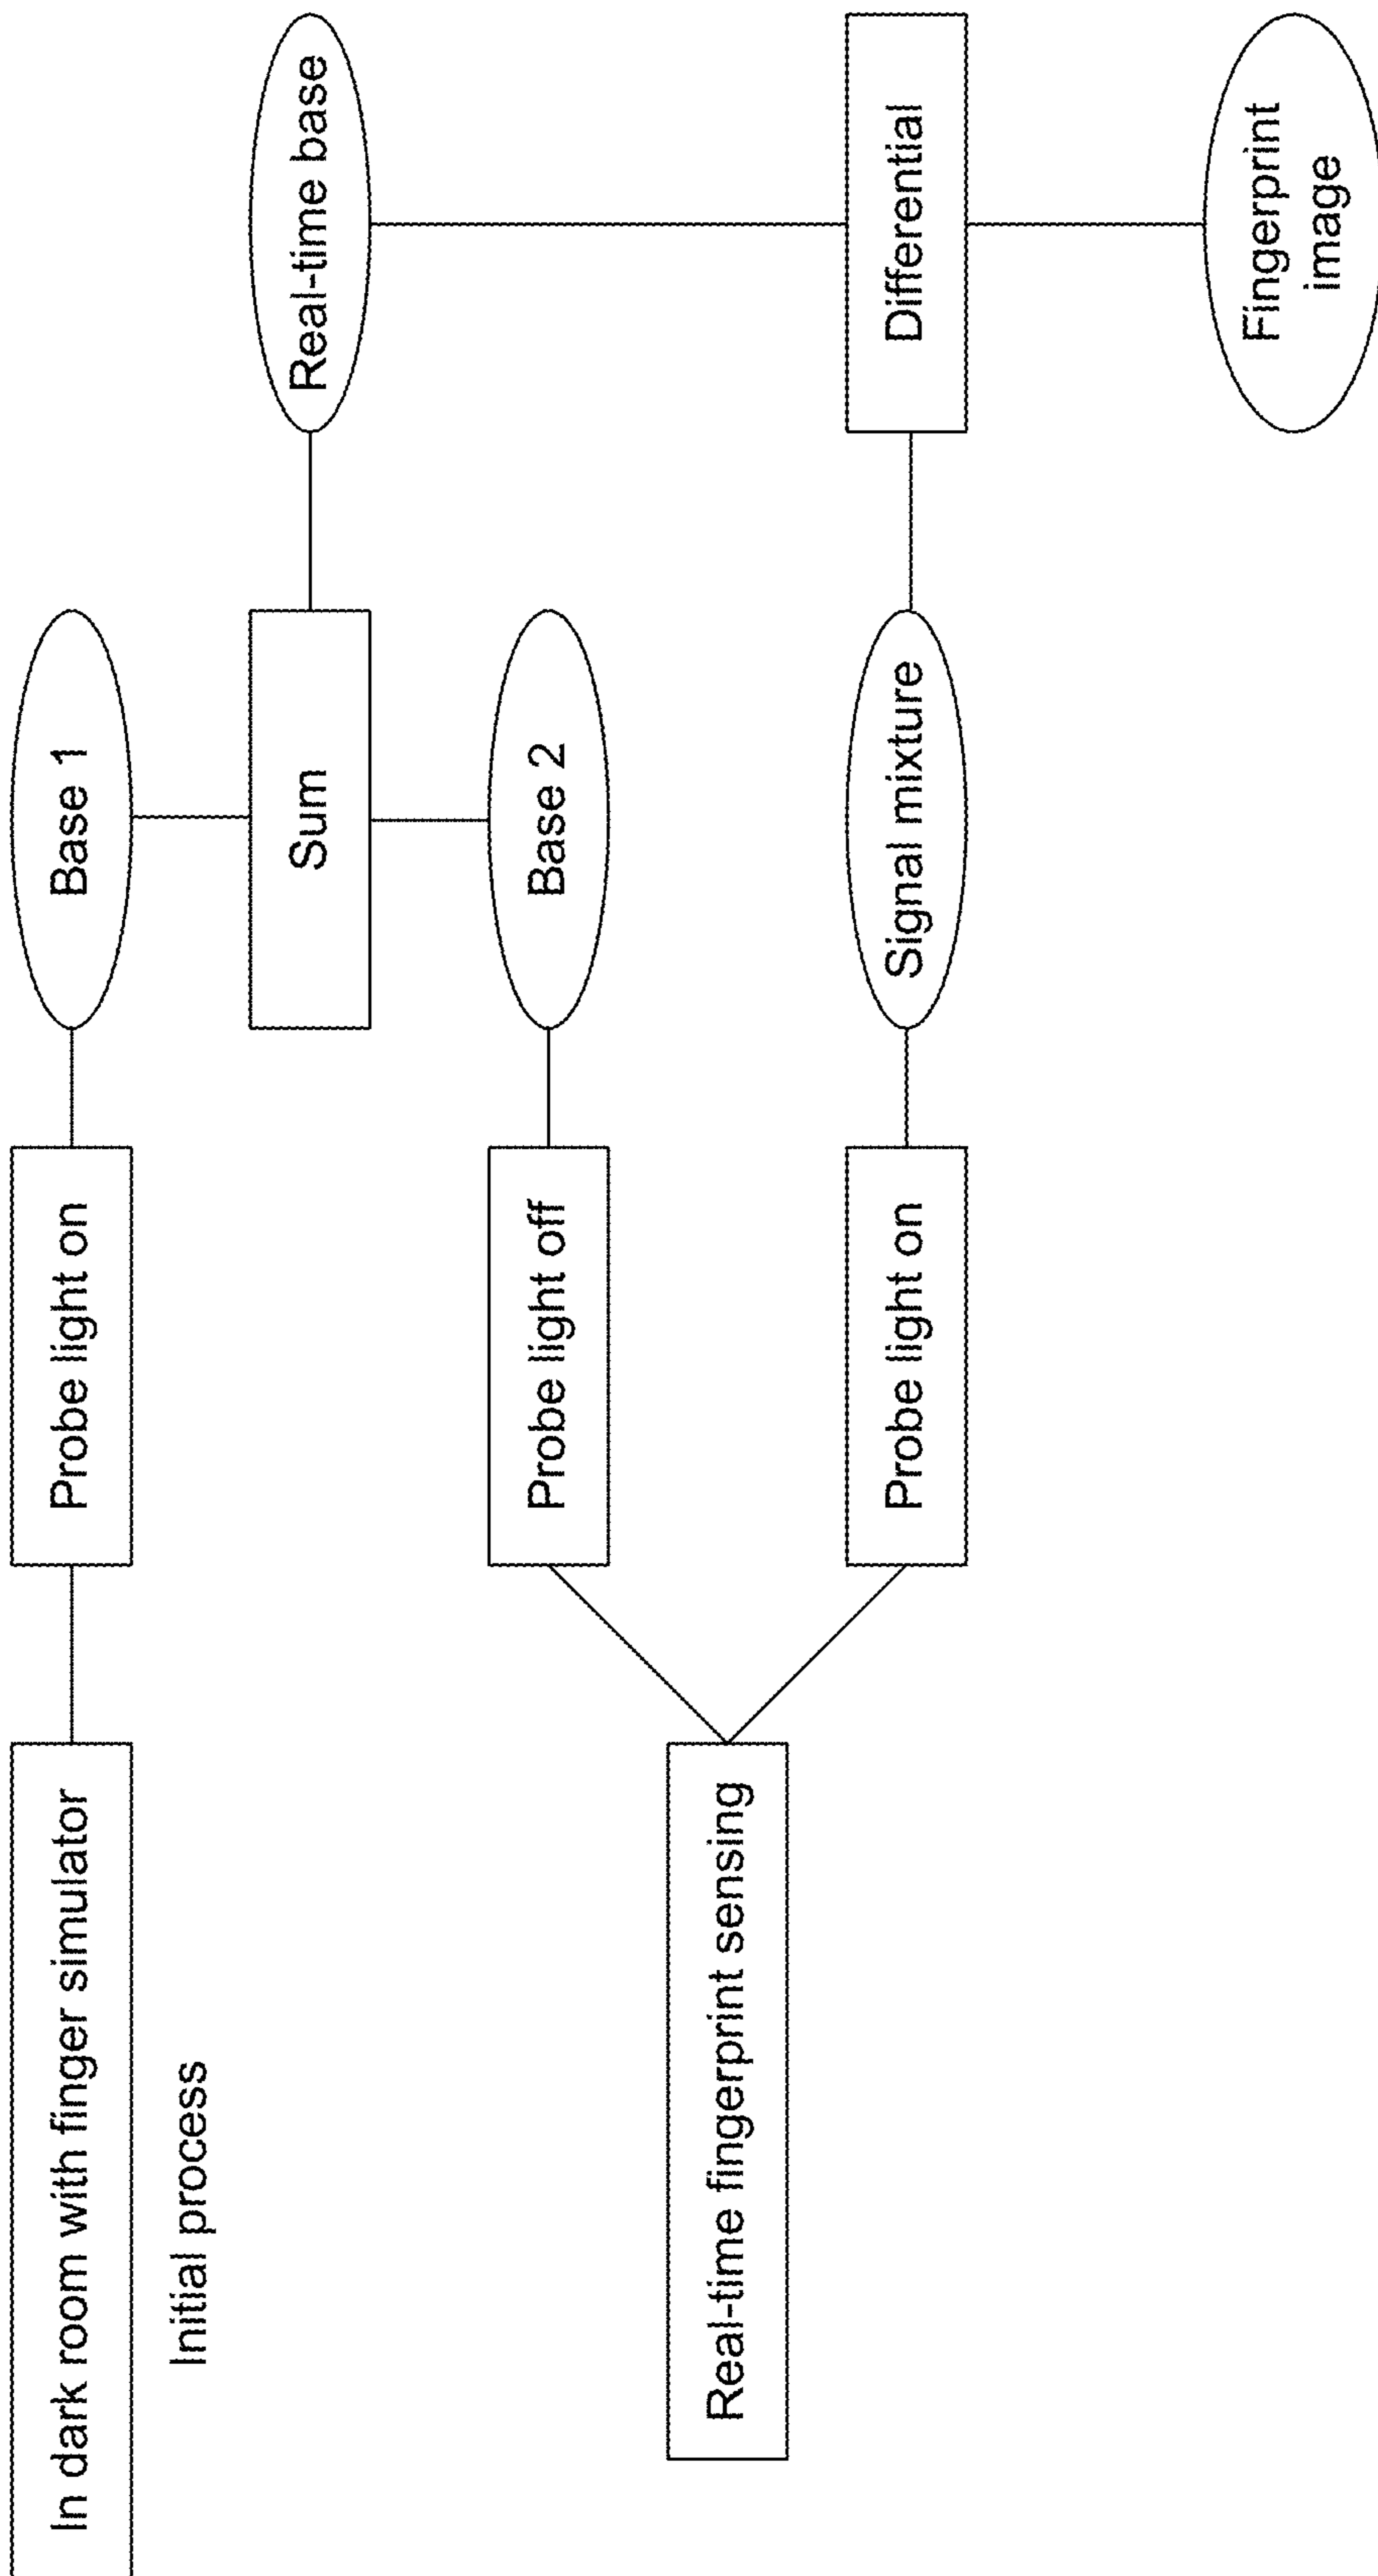 In dark room with finger simulator
Probe light on
Base 1
Initial process
Sum
Real-time base
Probe light off
Base 2
Real-time fingerprint sensing
Probe light on
Signal mixture
Differential
Fingerprint
image